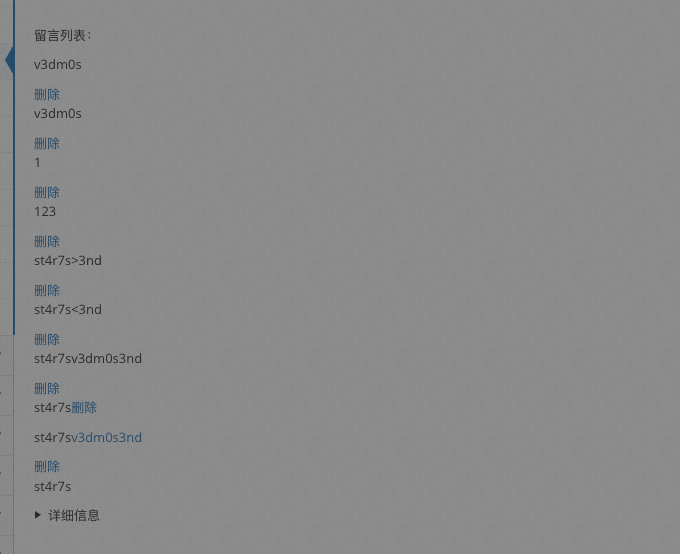 留言列表：
v3dm0s
删除
v3dm0s
删除
1
删除
123
删除
st4r7s>3nd
删除
st4r7s<3nd
删除
st4r7sv3dm0s3nd
删除
st4r7s删除
st4r7sv3dm0s3nd
删除
st4r7s
▶ 详细信息